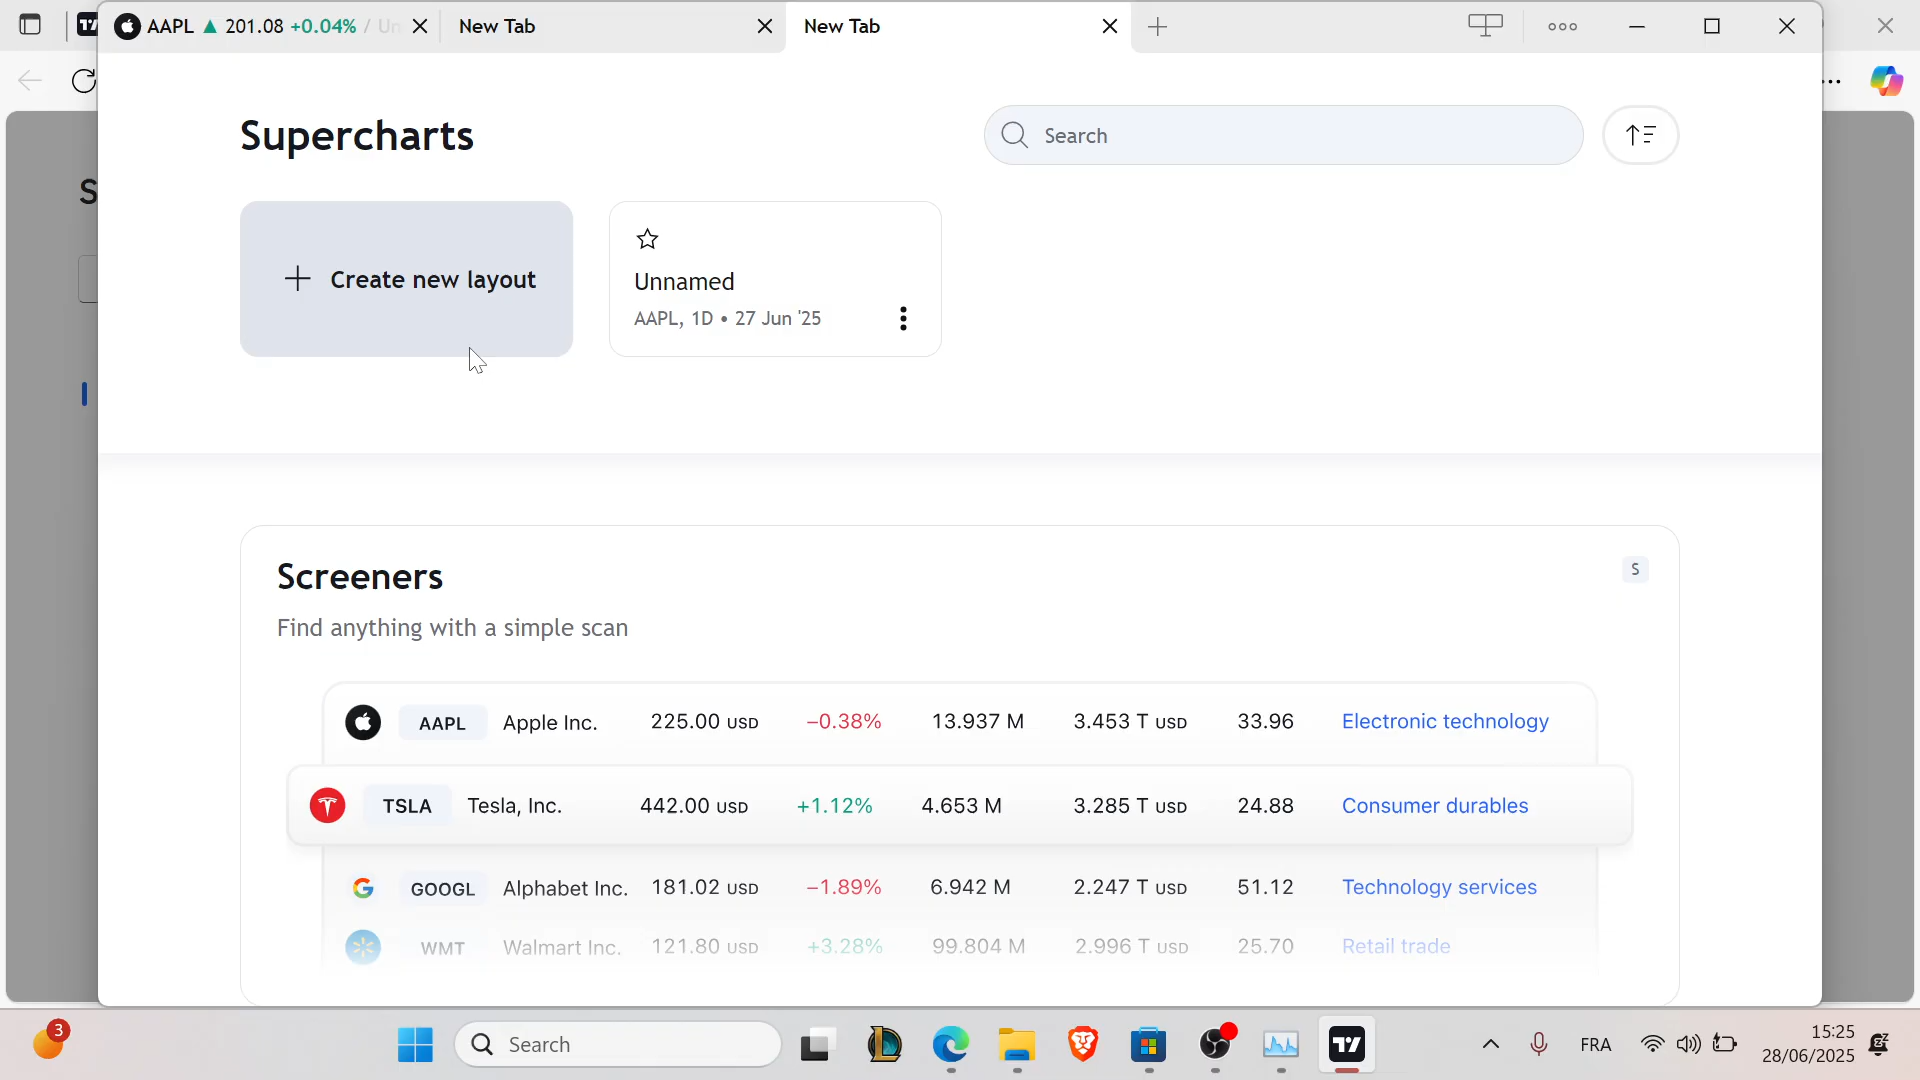 AAPL ▲ 201.08 +0.04% / Un
New Tab
New Tab
Supercharts
Search
+ Create new layout
Unnamed
AAPL, 1D • 27 Jun '25
Screeners
S
Find anything with a simple scan
AAPL Apple Inc. 225.00 USD −0.38% 13.937 M 3.453 T USD 33.96 Electronic technology
TSLA Tesla, Inc. 442.00 USD +1.12% 4.653 M 3.285 T USD 24.88 Consumer durables
GOOGL Alphabet Inc. 181.02 USD −1.89% 6.942 M 2.247 T USD 51.12 Technology services
WMT Walmart Inc. 121.80 USD +3.28% 99.804 M 2.996 T USD 25.70 Retail trade
3
Search
FRA
15:25
28/06/2025